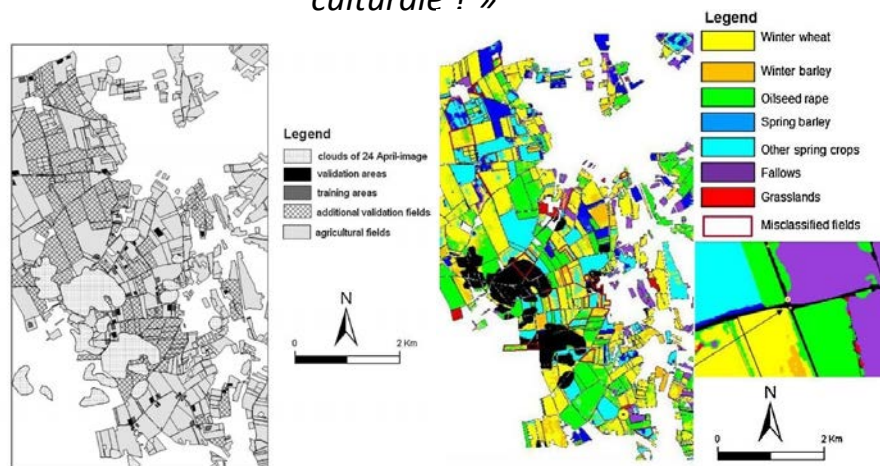 culturale ? »
Legend
clouds of 24 April-image
validation areas
training areas
additional validation fields
agricultural fields
N
0 2 Km
Legend
Winter wheat
Winter barley
Oilseed rape
Spring barley
Other spring crops
Fallows
Grasslands
Misclassified fields
N
0 2 Km